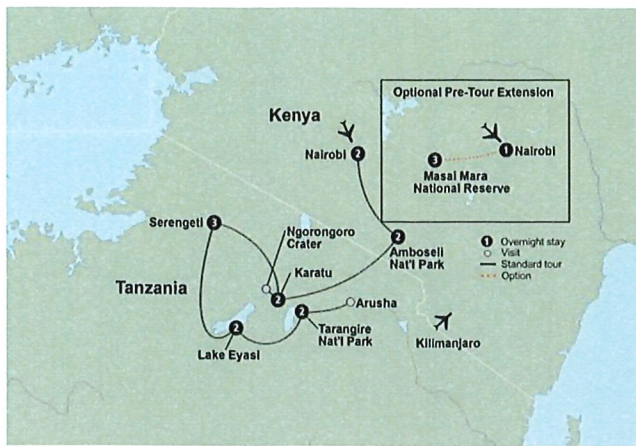 Optional Pre-Tour Extension
1
Nairobi
3
Masai Mara
National Reserve
Kenya
Nairobi
2
2
Amboseli
Nat'l Park
1 Overnight stay
Visit
Standard tour
Option
Serengeti
3
Ngorongoro
Crater
2
Karatu
Tanzania
Arusha
2
Tarangire
Nat'l Park
2
Lake Eyasi
Kilimanjaro